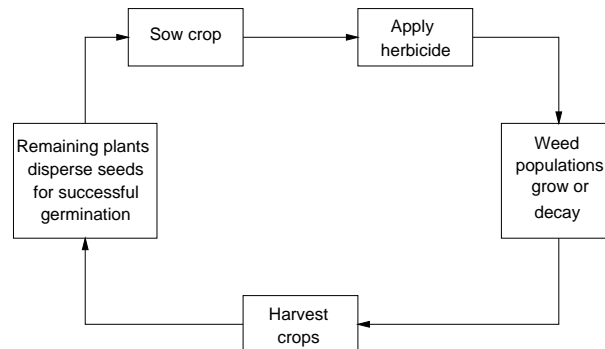 Sow crop
Apply
herbicide
Weed
populations
grow or
decay
Harvest
crops
Remaining plants
disperse seeds
for successful
germination